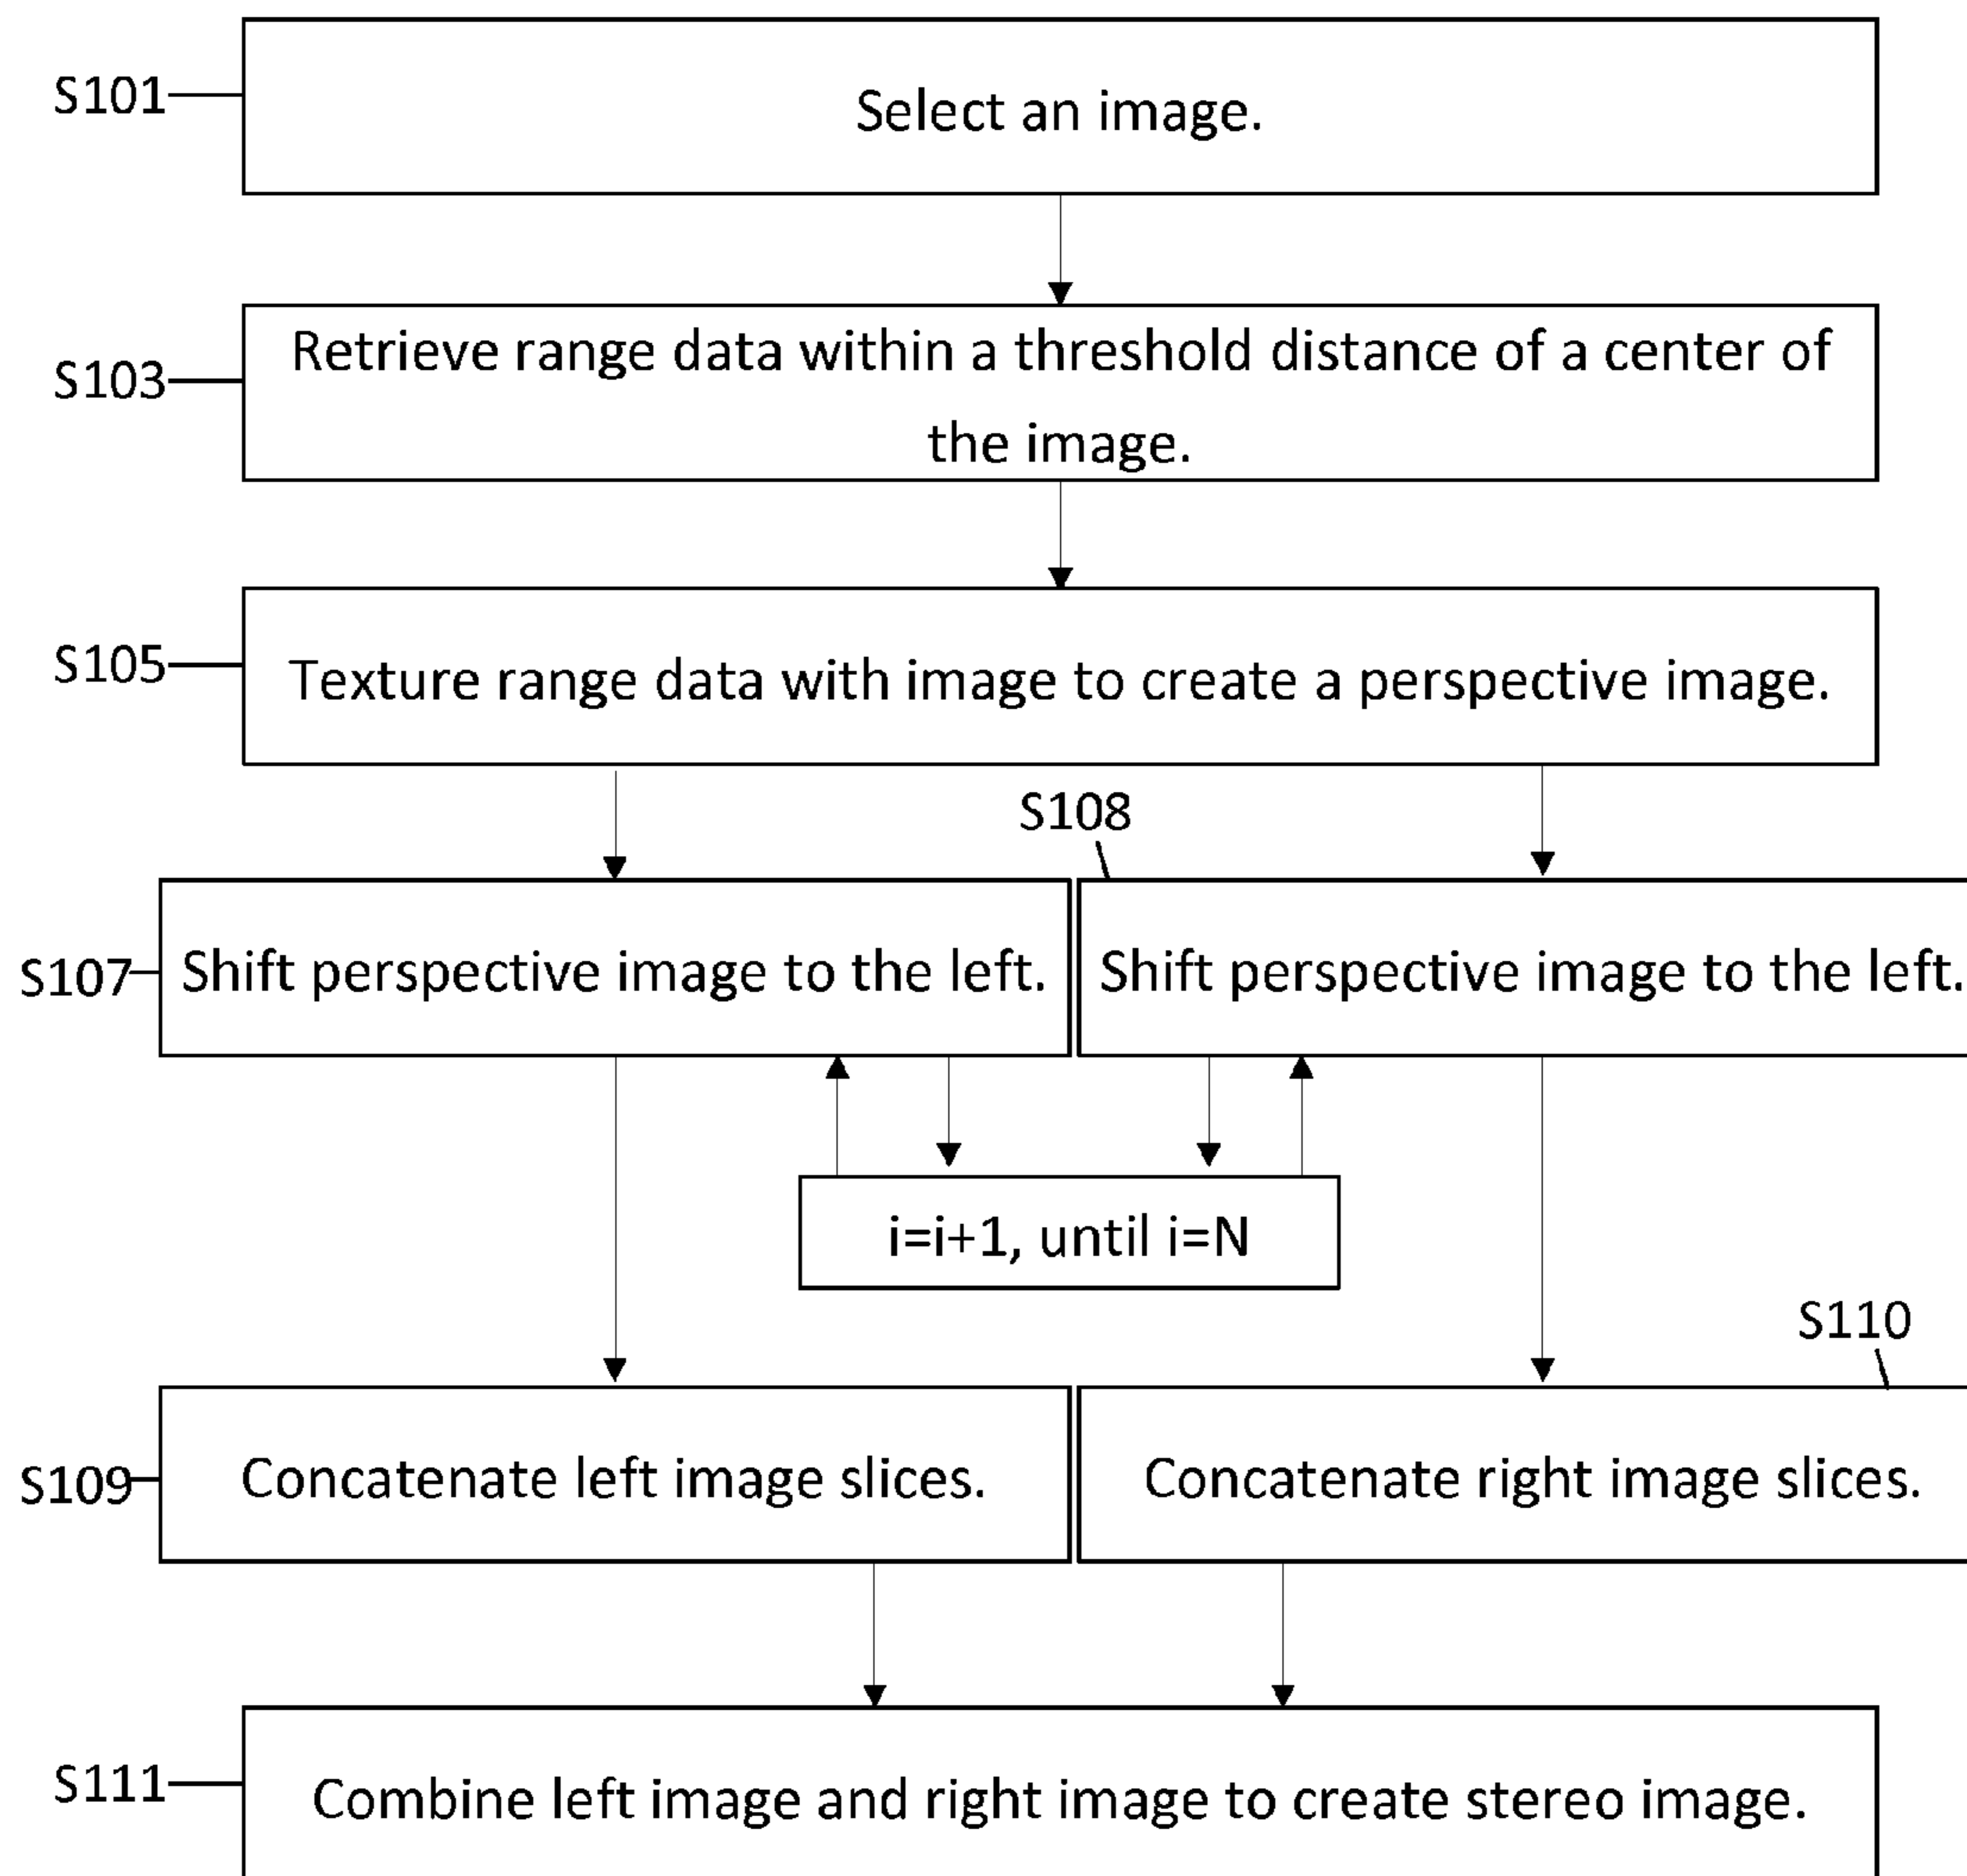 S101
Select an image.
S103
Retrieve range data within a threshold distance of a center of
the image.
S105
Texture range data with image to create a perspective image.
S108
S107
Shift perspective image to the left.
Shift perspective image to the left.
i=i+1, until i=N
S110
S109
Concatenate left image slices.
Concatenate right image slices.
S111
Combine left image and right image to create stereo image.